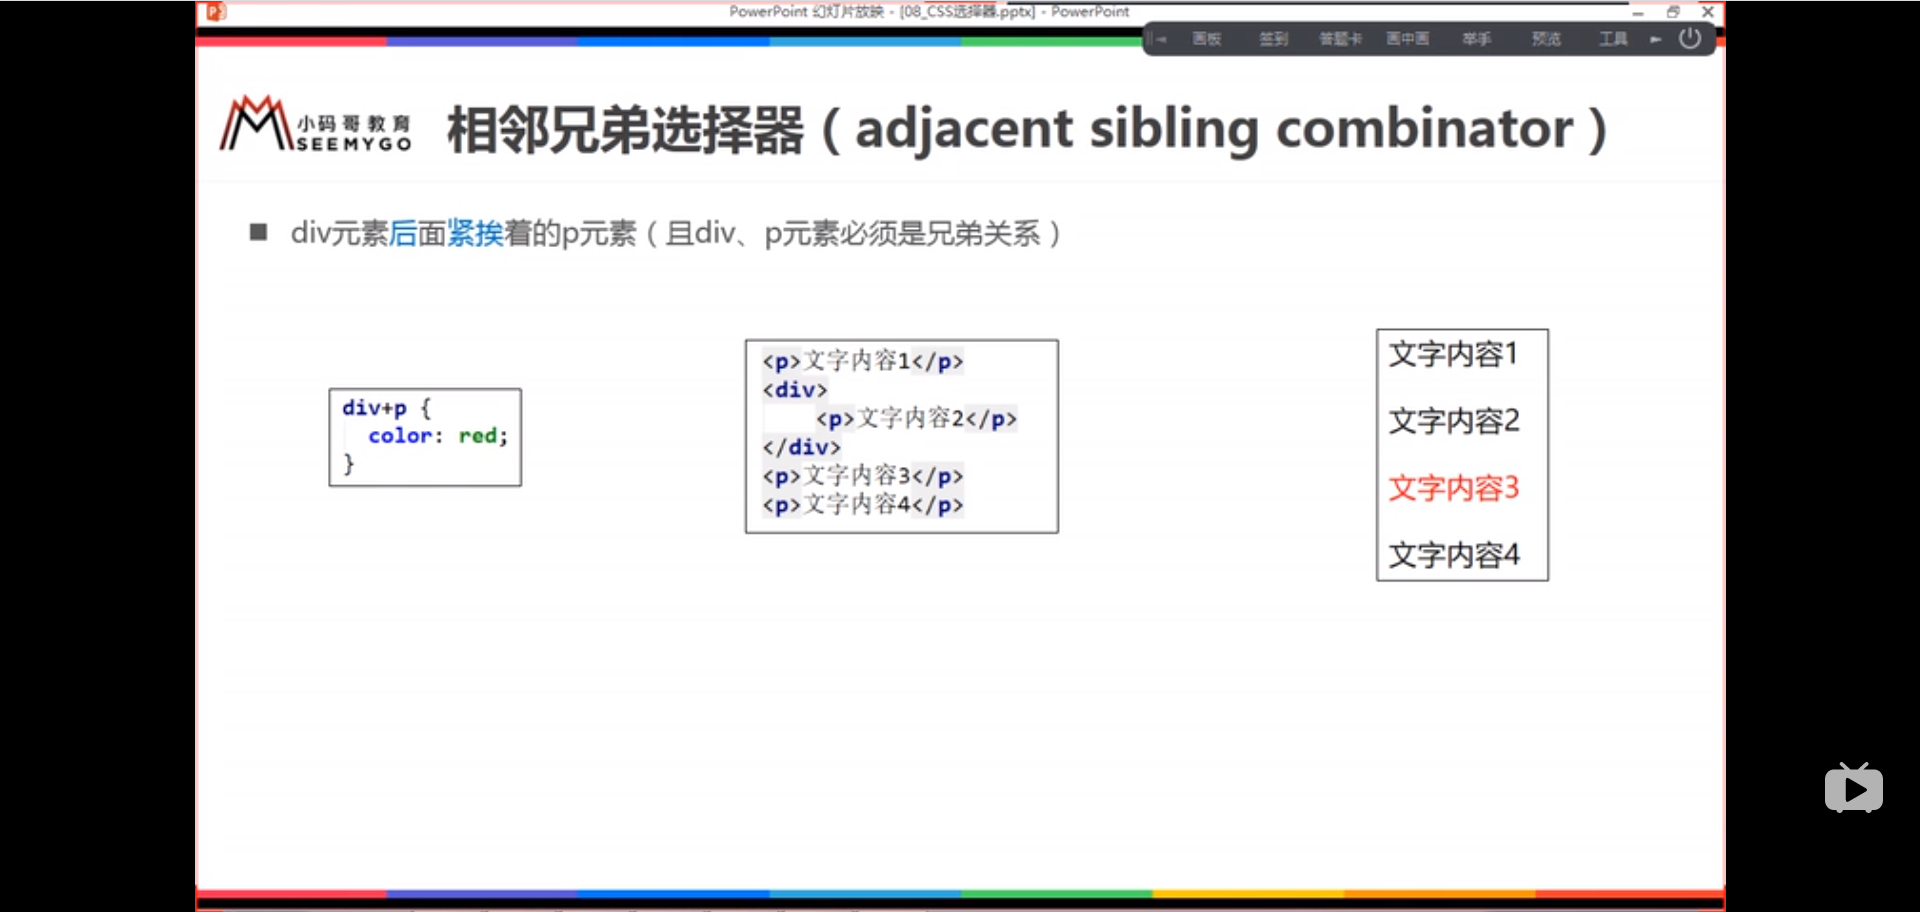 PowerPoint 幻灯片放映 - [08_CSS选择器.pptx] - PowerPoint
画板 签到 答题卡 画中画 举手 预览 工具
小码哥教育
SEEMYGO
相邻兄弟选择器（adjacent sibling combinator）
div元素后面紧挨着的p元素（且div、p元素必须是兄弟关系）
div+p {
color: red;
}
<p>文字内容1</p>
<div>
<p>文字内容2</p>
</div>
<p>文字内容3</p>
<p>文字内容4</p>
文字内容1
文字内容2
文字内容3
文字内容4